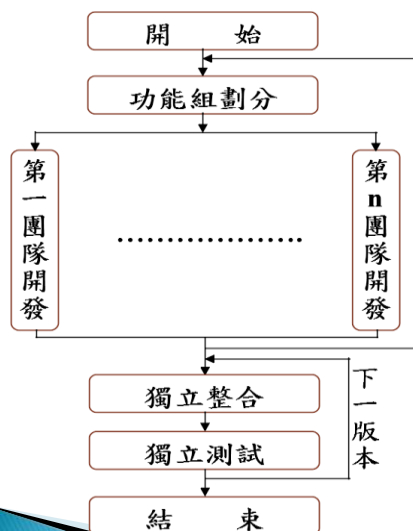 開 始
功能組劃分
第一團隊開發
...................
第n團隊開發
獨立整合
下一版本
獨立測試
結 束